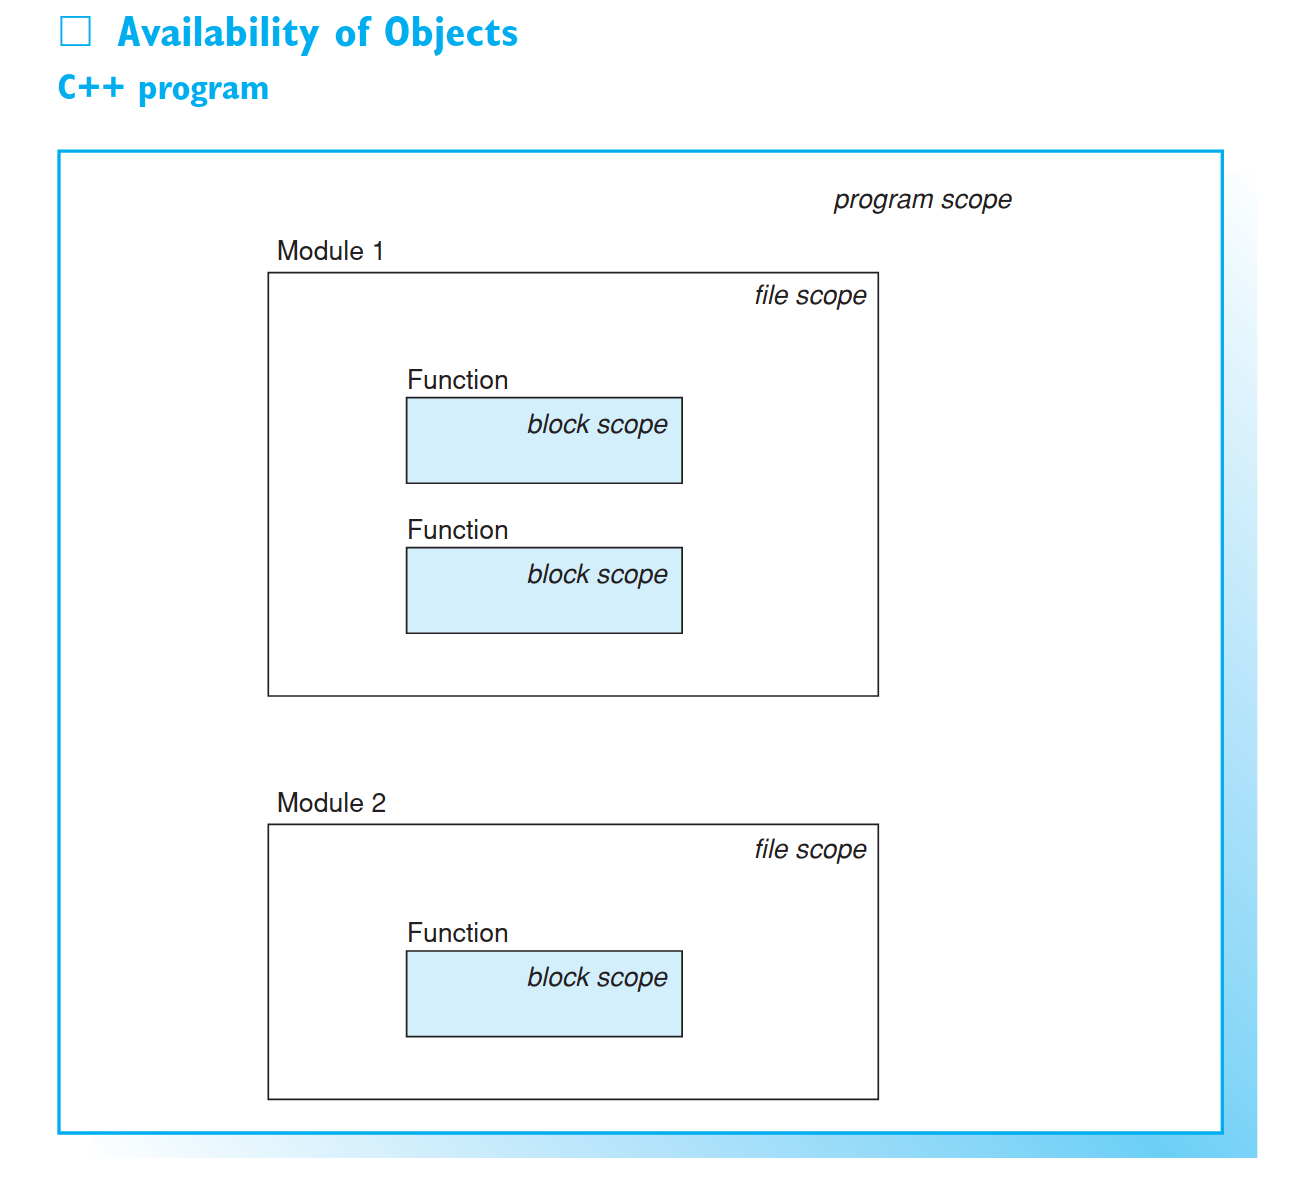 Availability of Objects
C++ program
program scope
Module 1
file scope
Function
block scope
Function
block scope
Module 2
file scope
Function
block scope